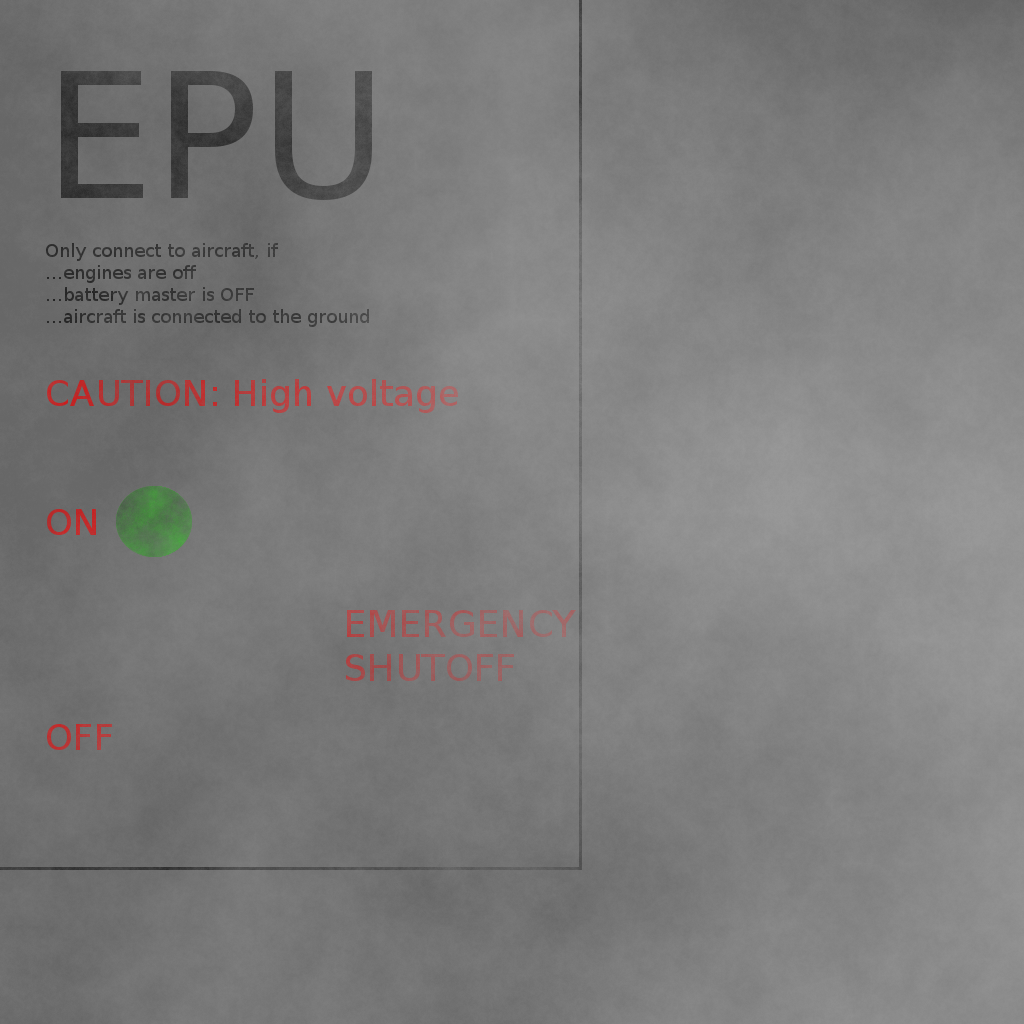 EPU
Only connect to aircraft, if
...engines are off
...battery master is OFF
...aircraft is connected to the ground
CAUTION: High voltage
ON
EMERGENCY
SHUTOFF
OFF